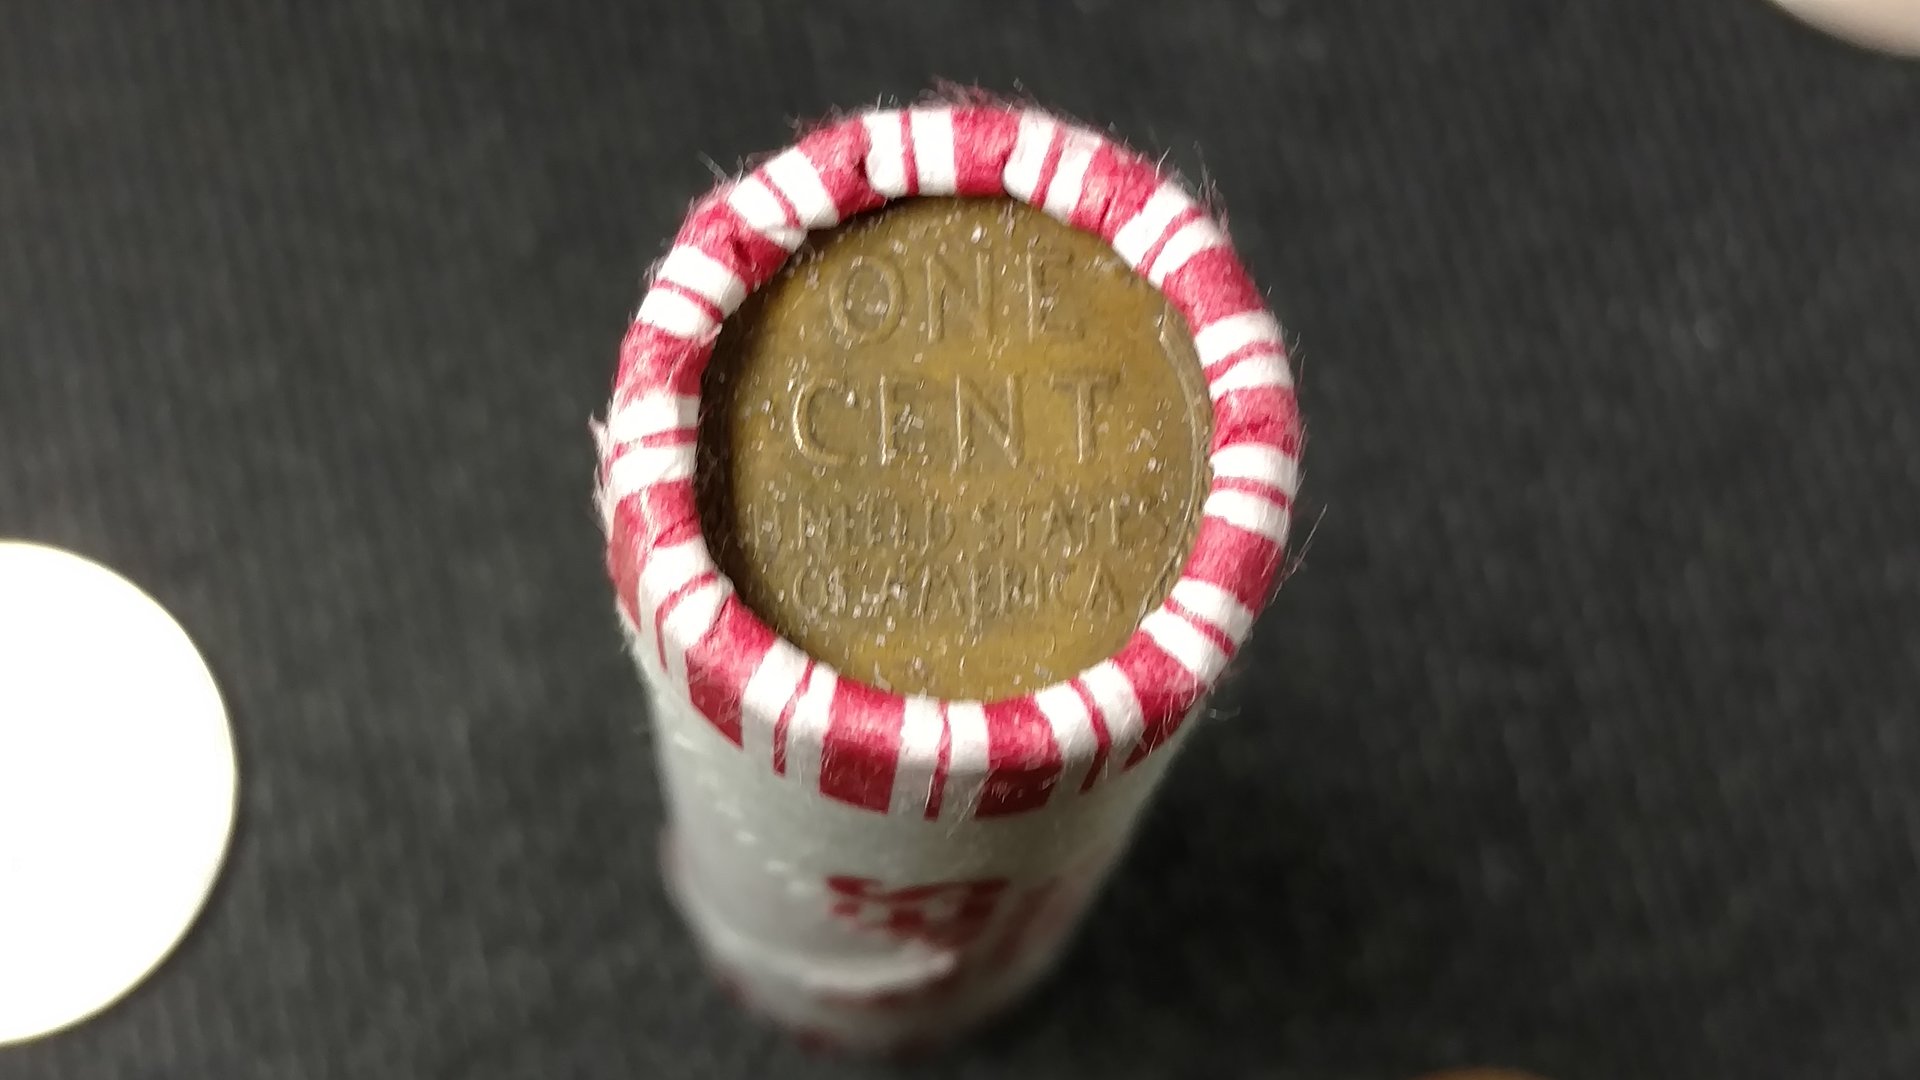 ONE
CENT
UNITED STATES
OF AMERICA